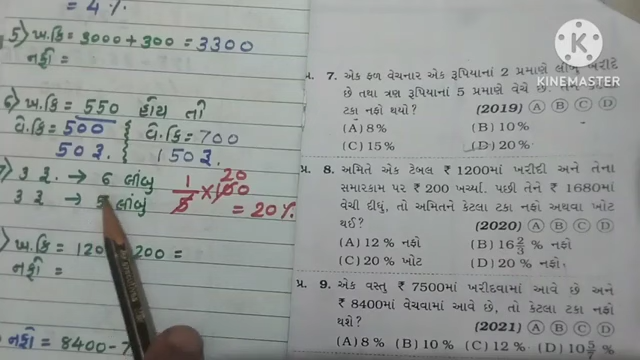 = 4%
5) ખ.કિં = 3000 + 300 = 3300
નફો =
6) ખ.કિં = 550 હોય તો
વે.કિં = 500 વે.કિં = 700
50 રૂ. 150 રૂ.
3 રૂ. → 6 લીંબુ 1/5 × 100 20
3 રૂ → 5 લીંબુ = 20%
ખ.કિં = 120 200 =
નફો =
નફો = 8400 - 7
KINEMASTER
પ્ર. 7. એક ફળ વેચનાર એક રૂપિયાનાં 2 પ્રમાણે લીંબુ ખરીદે
છે તથા ત્રણ રૂપિયાનાં 5 પ્રમાણે વેચે છે.
ટકા નફો થયો? (2019) A B C D
(A) 8% (B) 10%
(C) 15% (D) 20%
પ્ર. 8. અમિતે એક ટેબલ ₹ 1200માં ખરીદી અને તેના
સમારકામ પર ₹ 200 ખર્ચ્યા. પછી તેને ₹ 1680માં
વેચી દીધું, તો અમિતને કેટલા ટકા નફો અથવા ખોટ
થઈ? (2020) A B C D
(A) 12% નફો (B) 16 2/3 % નફો
(C) 20% ખોટ (D) 20% નફો
પ્ર. 9. એક વસ્તુ ₹ 7500માં ખરીદવામાં આવે છે અને
₹ 8400માં વેચવામાં આવે છે, તો કેટલા ટકા નફો
થશે? (2021) A B C D
(A) 8% (B) 10% (C) 12% (D) 10 5/6 %